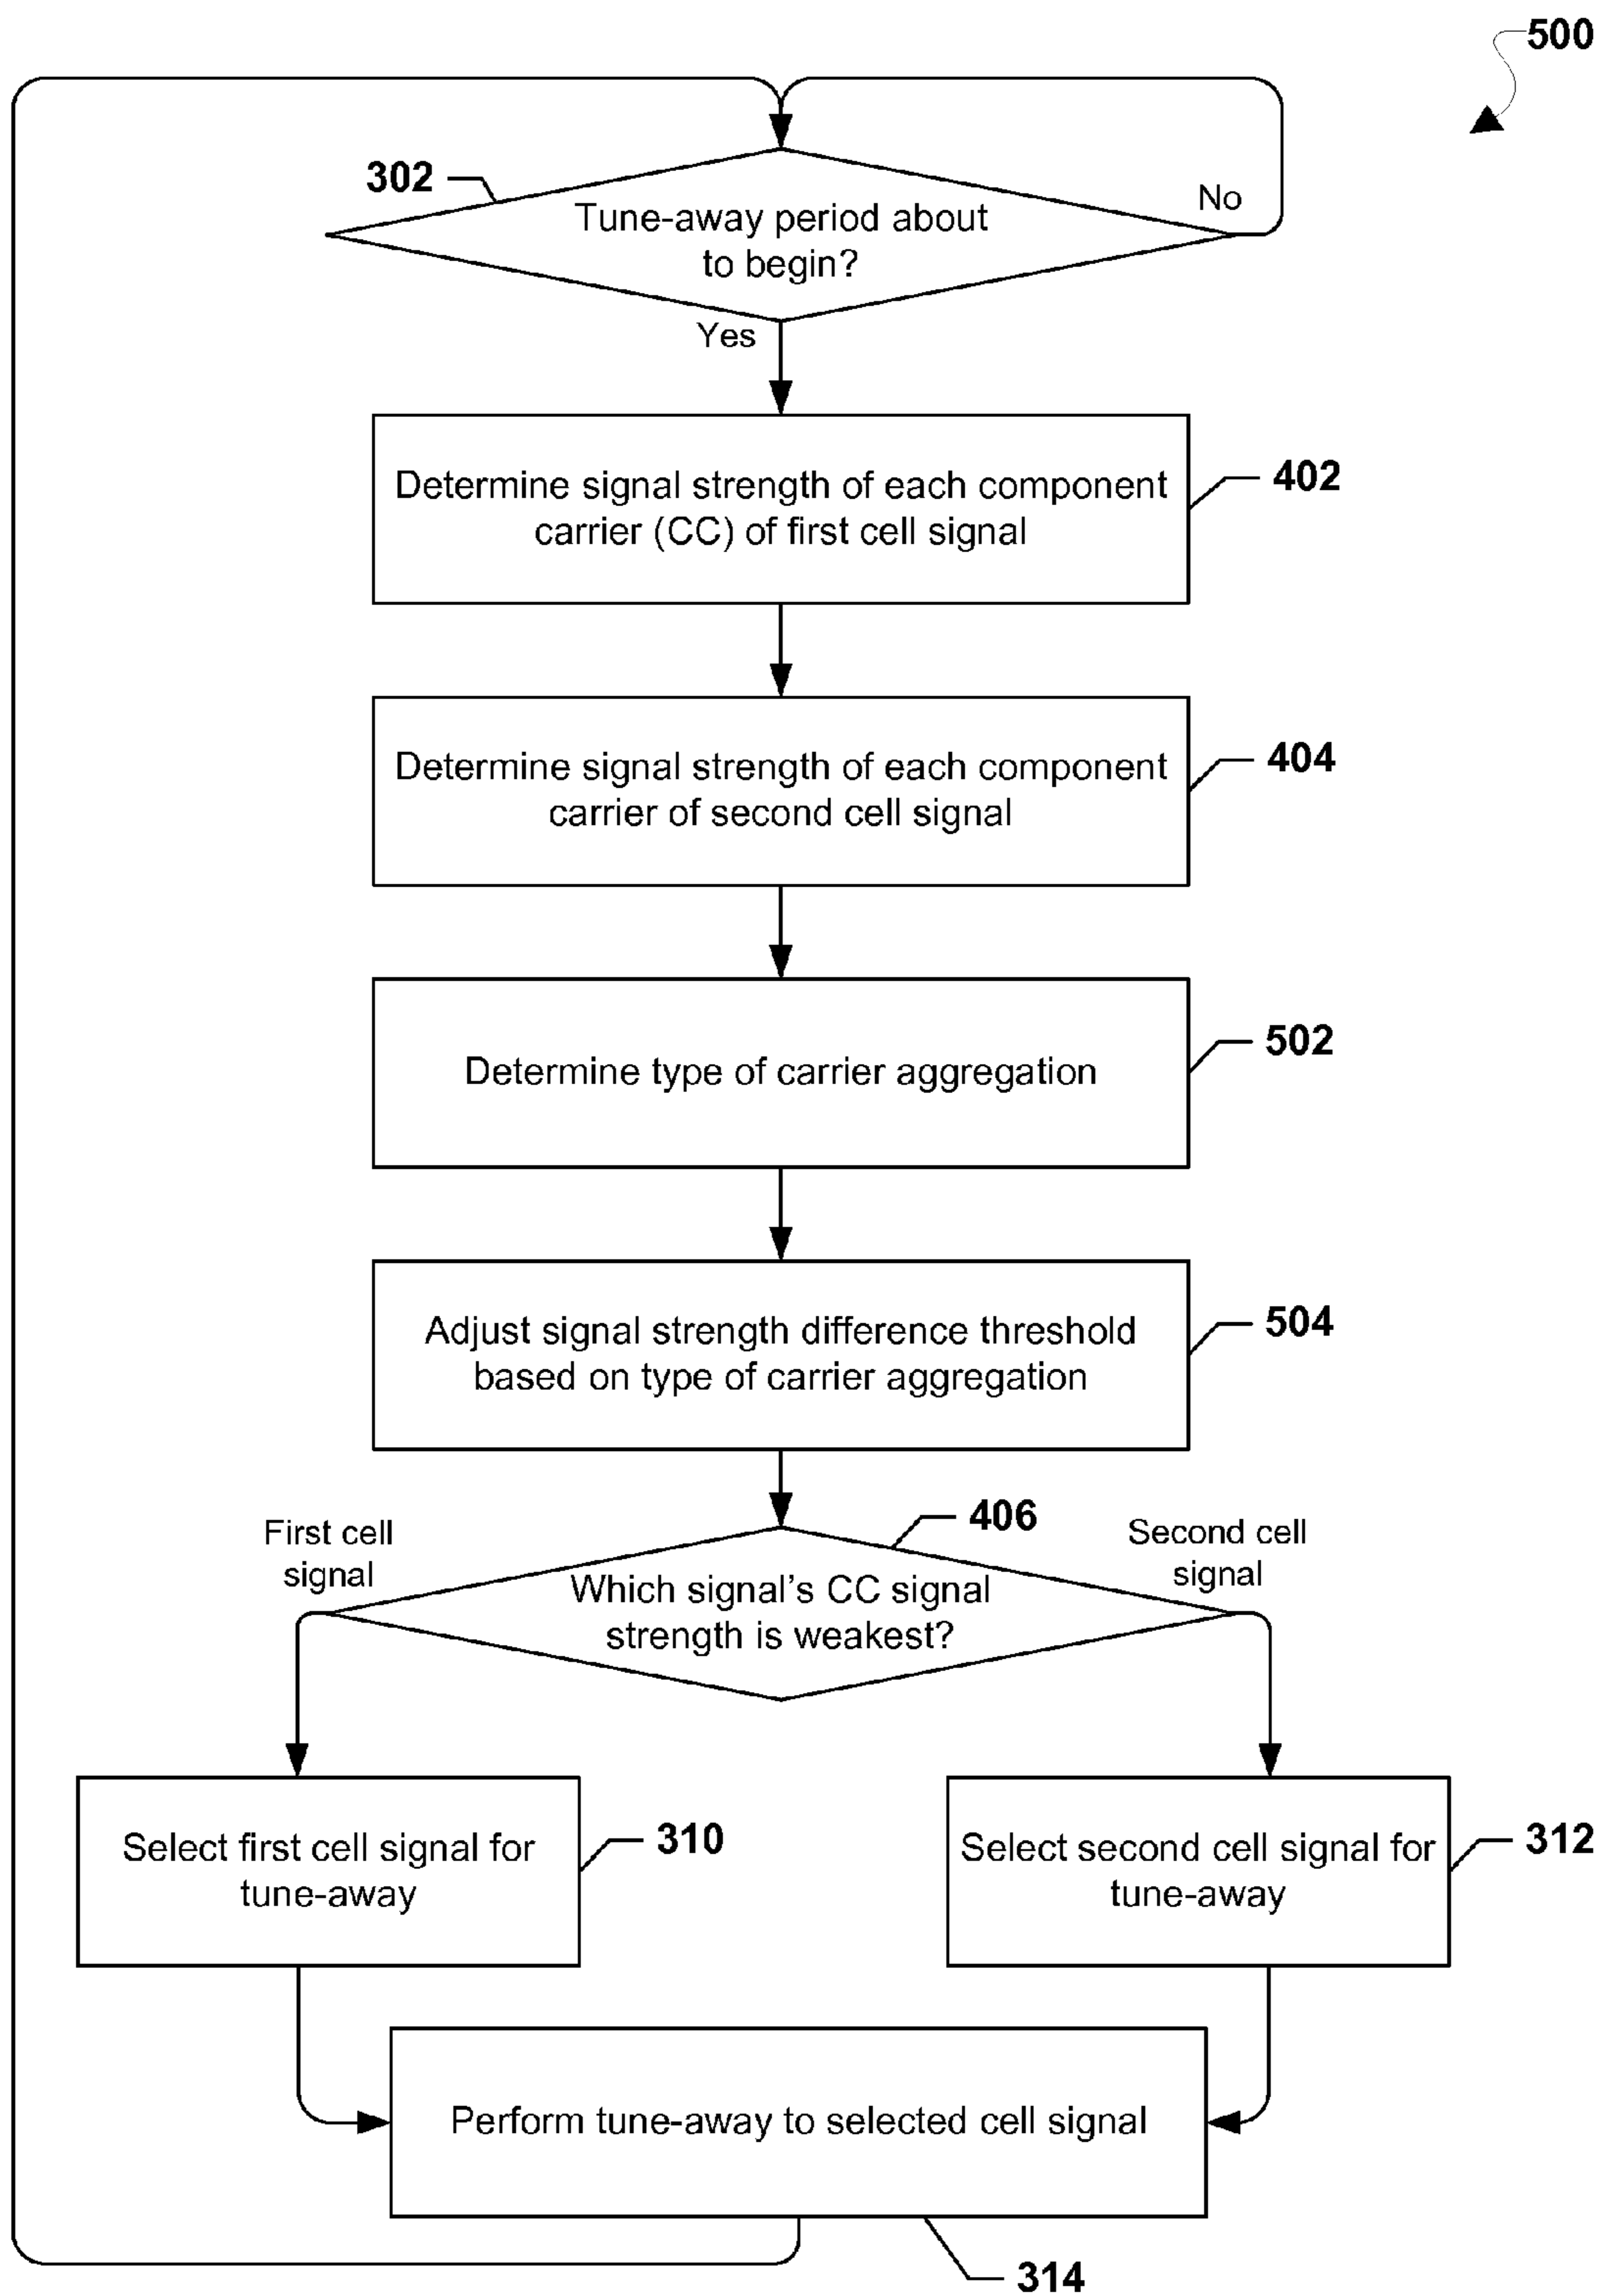 500
302
No
Tune-away period about
to begin?
Yes
Determine signal strength of each component
carrier (CC) of first cell signal
402
Determine signal strength of each component
carrier of second cell signal
404
Determine type of carrier aggregation
502
Adjust signal strength difference threshold
based on type of carrier aggregation
504
406
First cell
signal
Second cell
signal
Which signal's CC signal
strength is weakest?
Select first cell signal for
tune-away
310
Select second cell signal for
tune-away
312
Perform tune-away to selected cell signal
314